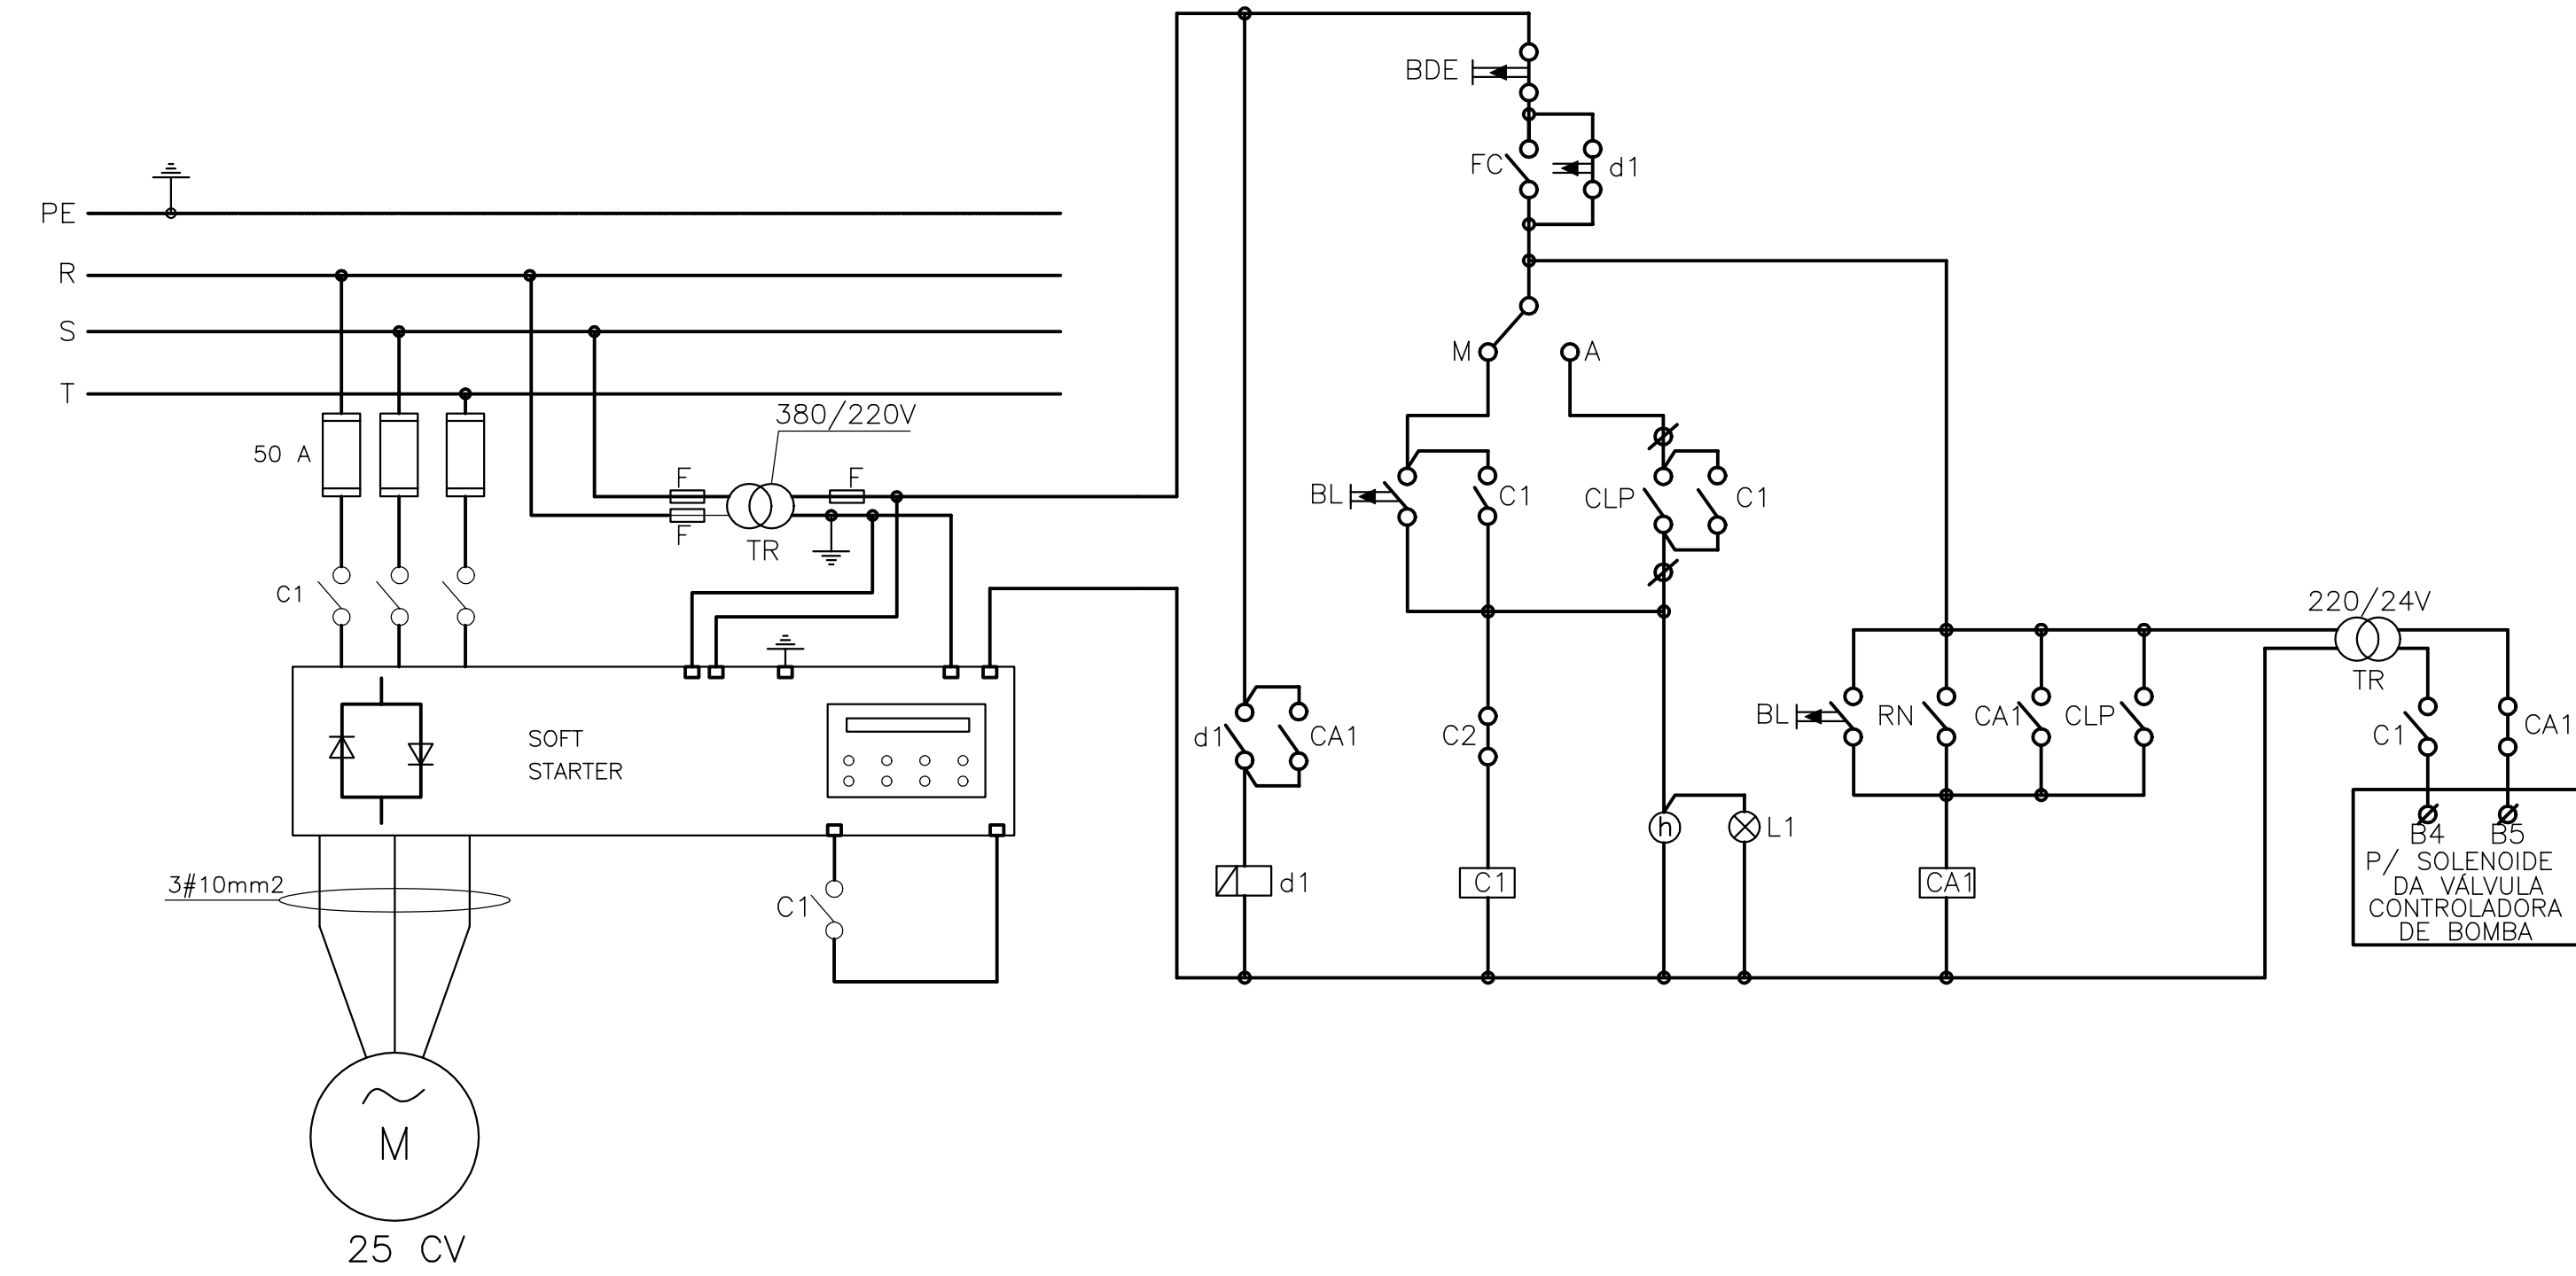 BDE
FC
d1
PE
R
S
T
M
A
380/220V
50 A
F
F
F
TR
BL
C1
CLP
C1
C1
220/24V
TR
SOFT
STARTER
d1
CA1
C2
BL
RN
CA1
CLP
C1
CA1
h
L1
B4
B5
P/ SOLENOIDE
DA VÁLVULA
CONTROLADORA
DE BOMBA
3#10mm2
C1
d1
C1
CA1
M
25 CV